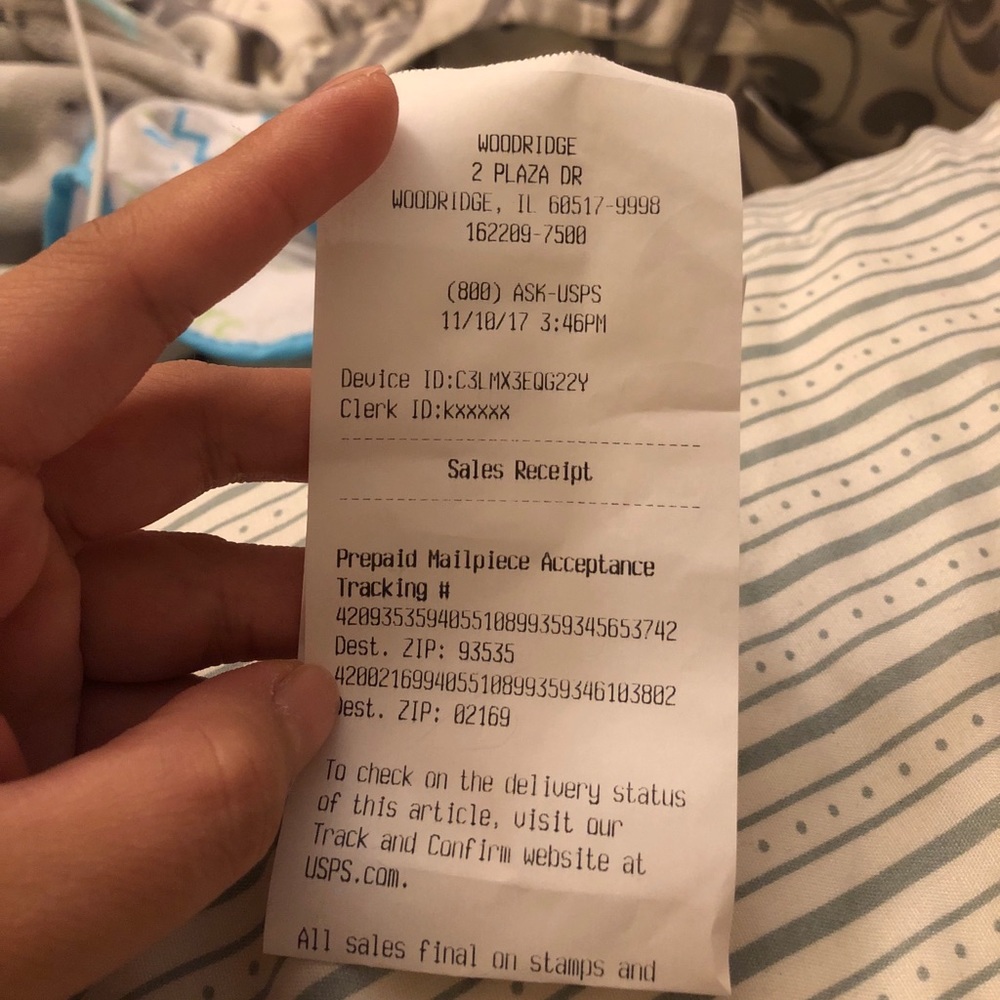 WOODRIDGE
2 PLAZA DR
WOODRIDGE, IL 60517-9998
162209-7500
(800) ASK-USPS
11/10/17 3:46PM
Device ID:C3LMX3EQG22Y
Clerk ID:kxxxxx
Sales Receipt
Prepaid Mailpiece Acceptance
Tracking #
420935359405510899359345653742
Dest. ZIP: 93535
420021699405510899359346103802
Dest. ZIP: 02169
To check on the delivery status
of this article, visit our
Track and Confirm website at
USPS.com.
All sales final on stamps and